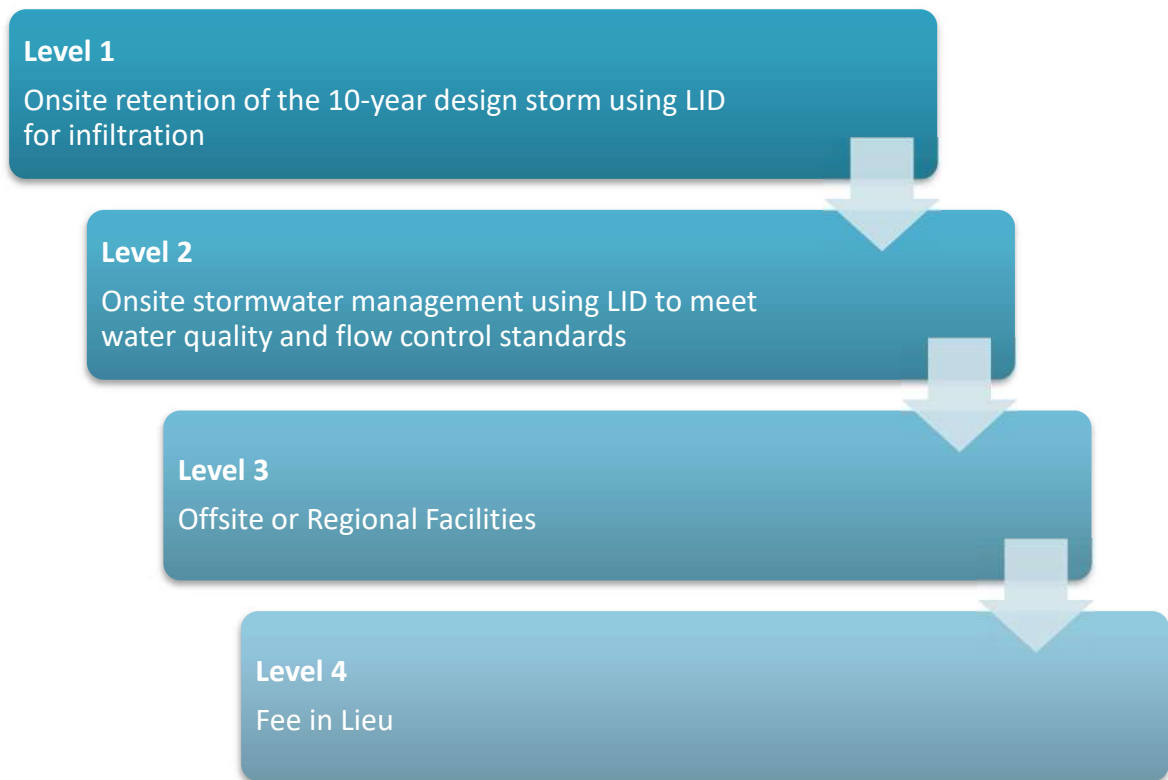 Level 1
Onsite retention of the 10-year design storm using LID
for infiltration
Level 2
Onsite stormwater management using LID to meet
water quality and flow control standards
Level 3
Offsite or Regional Facilities
Level 4
Fee in Lieu